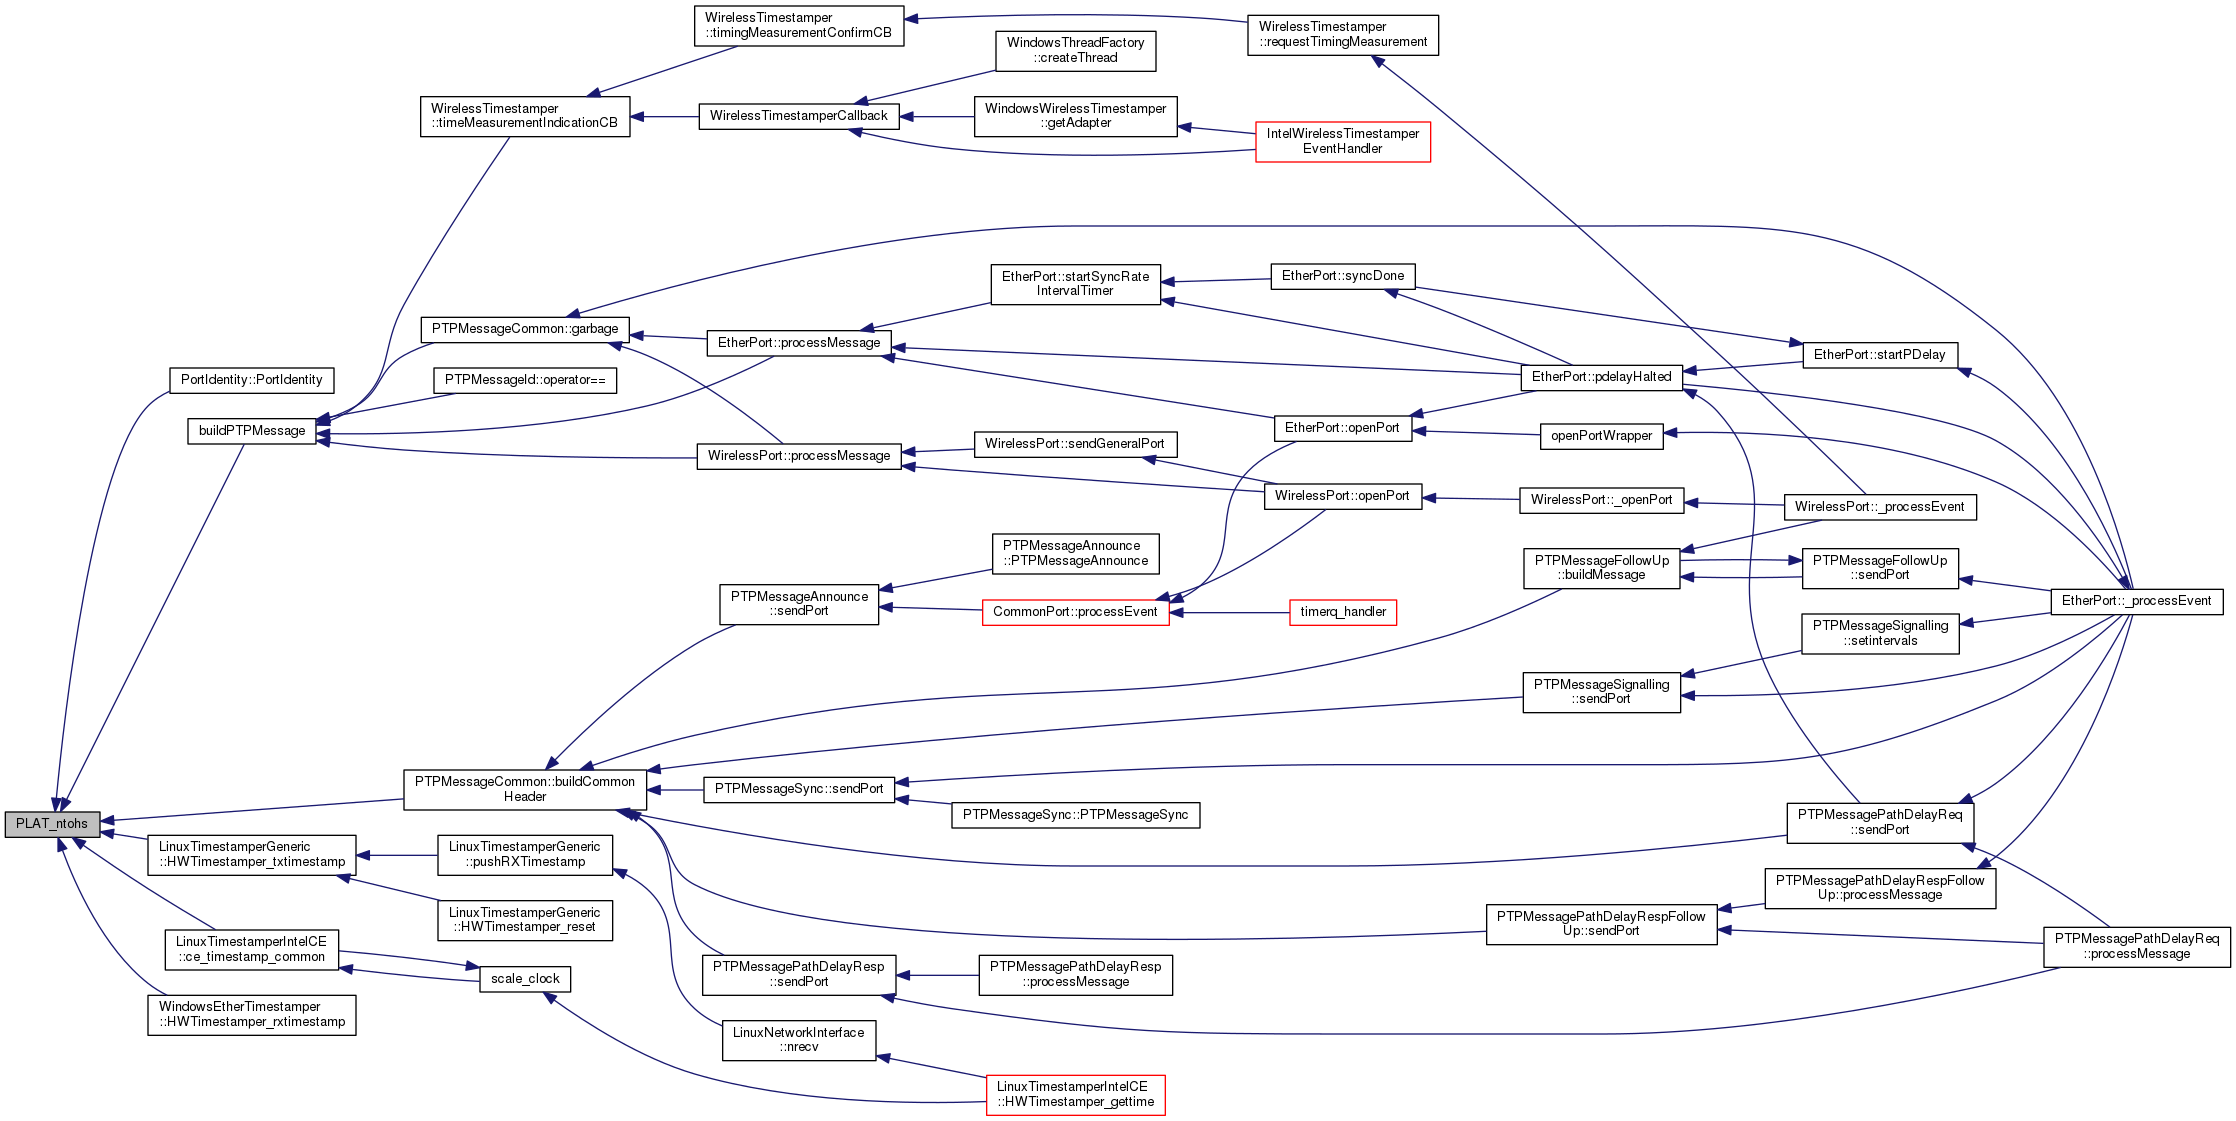 WirelessTimestamper
::timingMeasurementConfirmCB
WirelessTimestamper
::requestTimingMeasurement
WindowsThreadFactory
::createThread
WirelessTimestamper
::timeMeasurementIndicationCB
WirelessTimestamperCallback
WindowsWirelessTimestamper
::getAdapter
IntelWirelessTimestamper
EventHandler
EtherPort::startSyncRate
IntervalTimer
EtherPort::syncDone
PTPMessageCommon::garbage
EtherPort::processMessage
EtherPort::startPDelay
PortIdentity::PortIdentity
PTPMessageId::operator==
EtherPort::pdelayHalted
buildPTPMessage
EtherPort::openPort
openPortWrapper
WirelessPort::processMessage
WirelessPort::sendGeneralPort
WirelessPort::openPort
WirelessPort::_openPort
WirelessPort::_processEvent
PTPMessageAnnounce
::PTPMessageAnnounce
PTPMessageFollowUp
::buildMessage
PTPMessageFollowUp
::sendPort
PTPMessageAnnounce
::sendPort
CommonPort::processEvent
timerq_handler
EtherPort::_processEvent
PTPMessageSignalling
::setintervals
PTPMessageSignalling
::sendPort
PTPMessageCommon::buildCommon
Header
PTPMessageSync::sendPort
PTPMessageSync::PTPMessageSync
PLAT_ntohs
PTPMessagePathDelayReq
::sendPort
LinuxTimestamperGeneric
::HWTimestamper_txtimestamp
LinuxTimestamperGeneric
::pushRXTimestamp
PTPMessagePathDelayRespFollow
Up::processMessage
LinuxTimestamperGeneric
::HWTimestamper_reset
PTPMessagePathDelayRespFollow
Up::sendPort
LinuxTimestamperIntelCE
::ce_timestamp_common
PTPMessagePathDelayReq
::processMessage
scale_clock
PTPMessagePathDelayResp
::sendPort
PTPMessagePathDelayResp
::processMessage
WindowsEtherTimestamper
::HWTimestamper_rxtimestamp
LinuxNetworkInterface
::nrecv
LinuxTimestamperIntelCE
::HWTimestamper_gettime